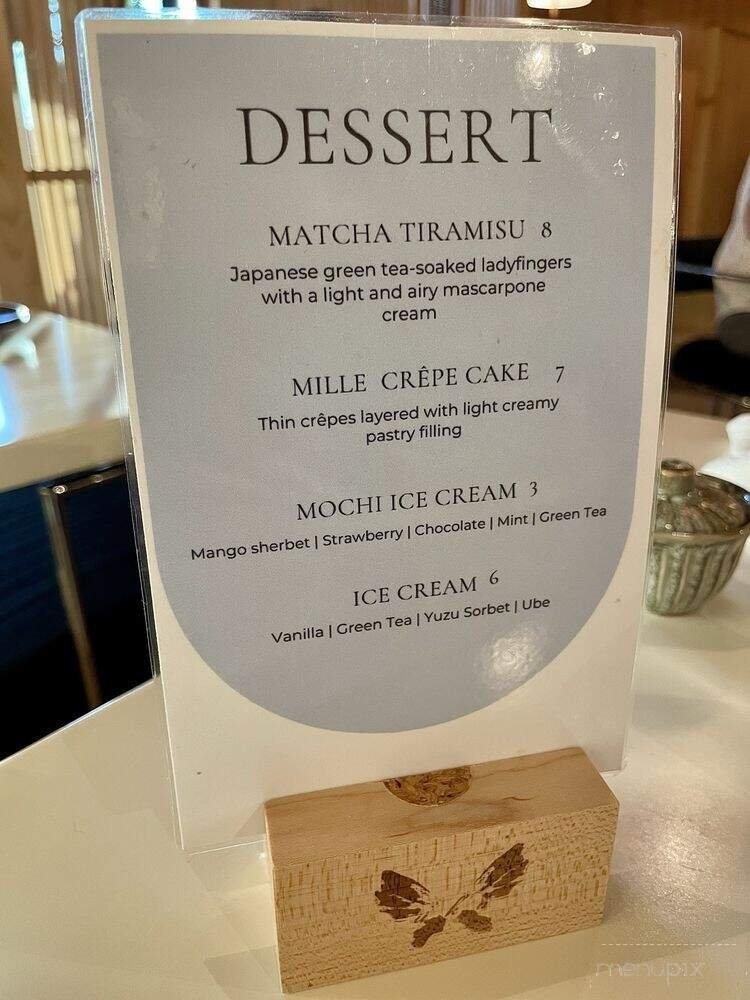 DESSERT
MATCHA TIRAMISU 8
Japanese green tea-soaked ladyfingers
with a light and airy mascarpone
cream
MILLE CRÊPE CAKE 7
Thin crêpes layered with light creamy
pastry filling
MOCHI ICE CREAM 3
Mango sherbet | Strawberry | Chocolate | Mint | Green Tea
ICE CREAM 6
Vanilla | Green Tea | Yuzu Sorbet | Ube
menupix